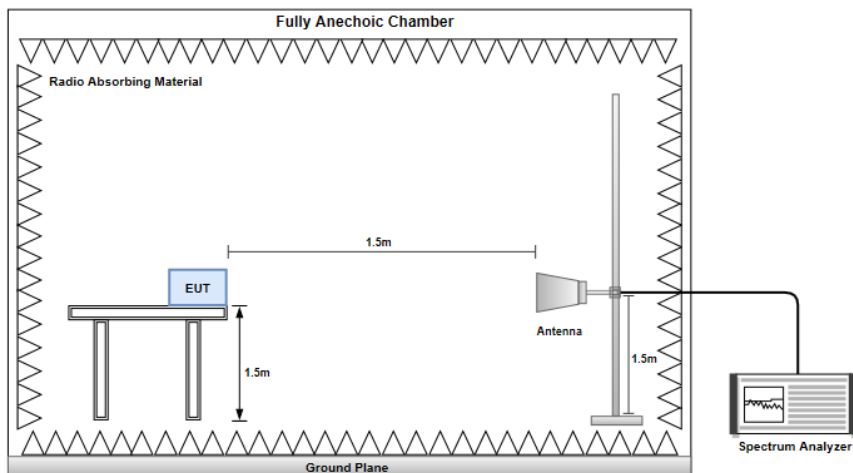 Fully Anechoic Chamber
Radio Absorbing Material
1.5m
EUT
Antenna
1.5m
1.5m
Spectrum Analyzer
Ground Plane